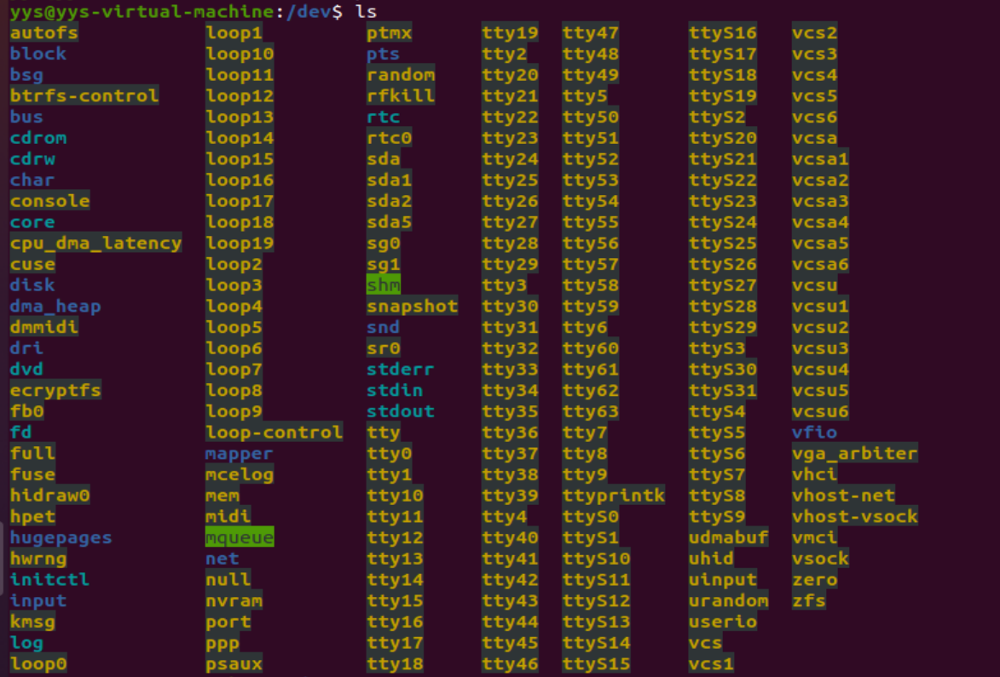 yys@yys-virtual-machine:/dev$ ls
autofs loop1 ptmx tty19 tty47 ttyS16 vcs2
block loop10 pts tty2 tty48 ttyS17 vcs3
bsg loop11 random tty20 tty49 ttyS18 vcs4
btrfs-control loop12 rfkill tty21 tty5 ttyS19 vcs5
bus loop13 rtc tty22 tty50 ttyS2 vcs6
cdrom loop14 rtc0 tty23 tty51 ttyS20 vcsa
cdrw loop15 sda tty24 tty52 ttyS21 vcsa1
char loop16 sda1 tty25 tty53 ttyS22 vcsa2
console loop17 sda2 tty26 tty54 ttyS23 vcsa3
core loop18 sda5 tty27 tty55 ttyS24 vcsa4
cpu_dma_latency loop19 sg0 tty28 tty56 ttyS25 vcsa5
cuse loop2 sg1 tty29 tty57 ttyS26 vcsa6
disk loop3 shm tty3 tty58 ttyS27 vcsu
dma_heap loop4 snapshot tty30 tty59 ttyS28 vcsu1
dmmidi loop5 snd tty31 tty6 ttyS29 vcsu2
dri loop6 sr0 tty32 tty60 ttyS3 vcsu3
dvd loop7 stderr tty33 tty61 ttyS30 vcsu4
ecryptfs loop8 stdin tty34 tty62 ttyS31 vcsu5
fb0 loop9 stdout tty35 tty63 ttyS4 vcsu6
fd loop-control tty tty36 tty7 ttyS5 vfio
full mapper tty0 tty37 tty8 ttyS6 vga_arbiter
fuse mcelog tty1 tty38 tty9 ttyS7 vhci
hidraw0 mem tty10 tty39 ttyprintk ttyS8 vhost-net
hpet midi tty11 tty4 ttyS0 ttyS9 vhost-vsock
hugepages mqueue tty12 tty40 ttyS1 udmabuf vmci
hwrng net tty13 tty41 ttyS10 uhid vsock
initctl null tty14 tty42 ttyS11 uinput zero
input nvram tty15 tty43 ttyS12 urandom zfs
kmsg port tty16 tty44 ttyS13 userio
log ppp tty17 tty45 ttyS14 vcs
loop0 psaux tty18 tty46 ttyS15 vcs1